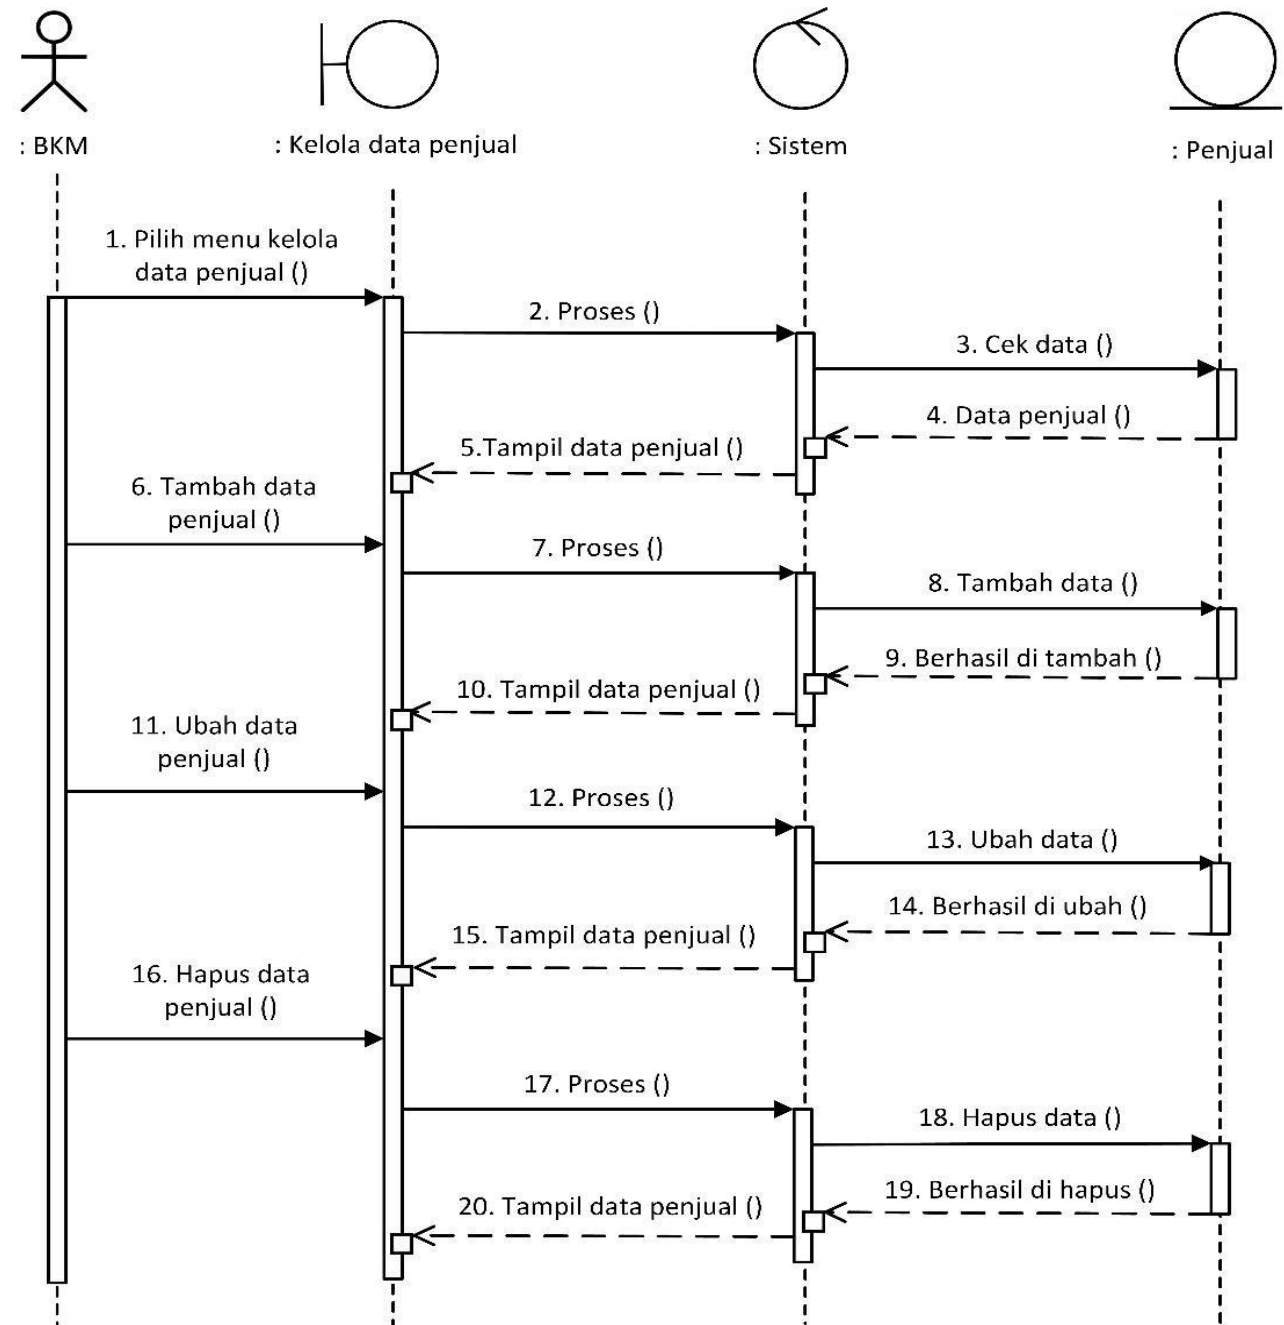 : BKM
: Kelola data penjual
: Sistem
: Penjual
1. Pilih menu kelola
data penjual ()
2. Proses ()
3. Cek data ()
4. Data penjual ()
5.Tampil data penjual ()
6. Tambah data
penjual ()
7. Proses ()
8. Tambah data ()
9. Berhasil di tambah ()
10. Tampil data penjual ()
11. Ubah data
penjual ()
12. Proses ()
13. Ubah data ()
14. Berhasil di ubah ()
15. Tampil data penjual ()
16. Hapus data
penjual ()
17. Proses ()
18. Hapus data ()
19. Berhasil di hapus ()
20. Tampil data penjual ()